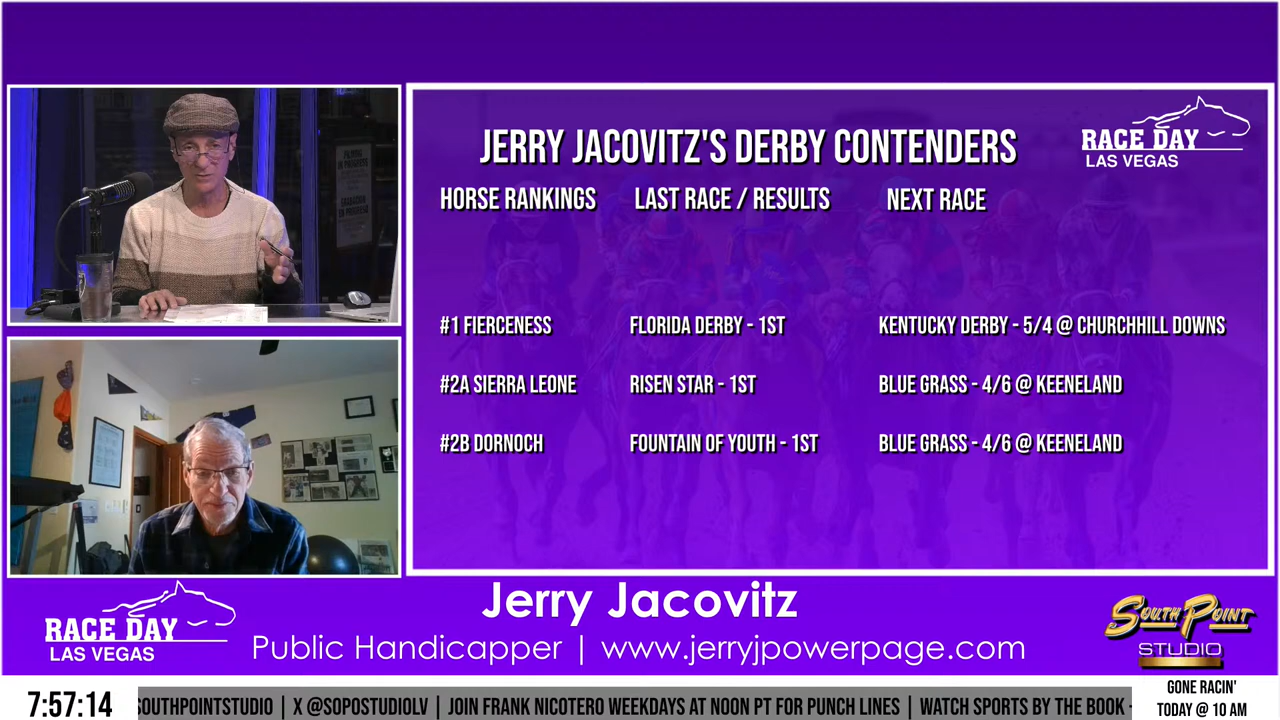 JERRY JACOVITZ'S DERBY CONTENDERS
RACE DAY
LAS VEGAS
HORSE RANKINGS LAST RACE / RESULTS NEXT RACE
#1 FIERCENESS FLORIDA DERBY - 1ST KENTUCKY DERBY - 5/4 @ CHURCHHILL DOWNS
#2A SIERRA LEONE RISEN STAR - 1ST BLUE GRASS - 4/6 @ KEENELAND
#2B DORNOCH FOUNTAIN OF YOUTH - 1ST BLUE GRASS - 4/6 @ KEENELAND
FILMING
IN PROGRESS
RACE DAY
LAS VEGAS
Jerry Jacovitz
Public Handicapper | www.jerryjpowerpage.com
SOUTH POINT
STUDIO
7:57:14
SOUTHPOINTSTUDIO | X @SOPOSTUDIOLV | JOIN FRANK NICOTERO WEEKDAYS AT NOON PT FOR PUNCH LINES | WATCH SPORTS BY THE BOOK -
GONE RACIN'
TODAY @ 10 AM